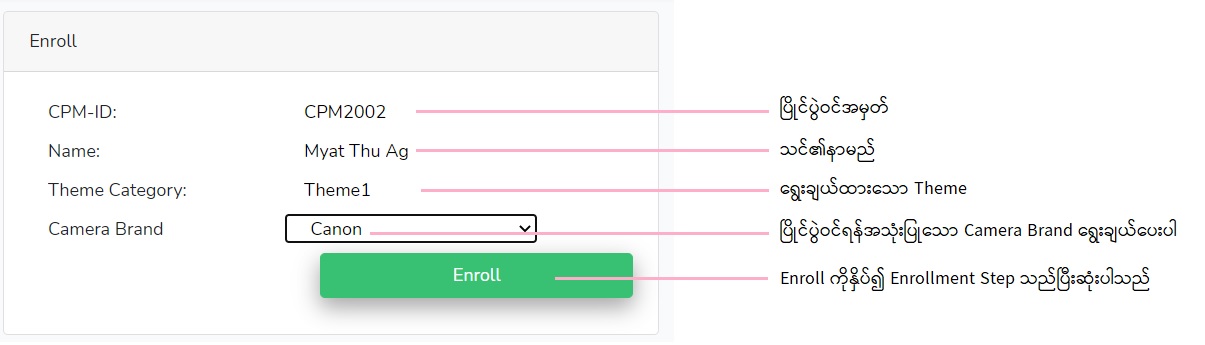 Enroll
CPM-ID: CPM2002 ပြိုင်ပွဲဝင်အမှတ်
Name: Myat Thu Ag သင်၏နာမည်
Theme Category: Theme1 ရွေးချယ်ထားသော Theme
Camera Brand Canon ပြိုင်ပွဲဝင်ရန်အသုံးပြုသော Camera Brand ရွေးချယ်ပေးပါ
Enroll Enroll ကိုနှိပ်၍ Enrollment Step သည်ပြီးဆုံးပါသည်